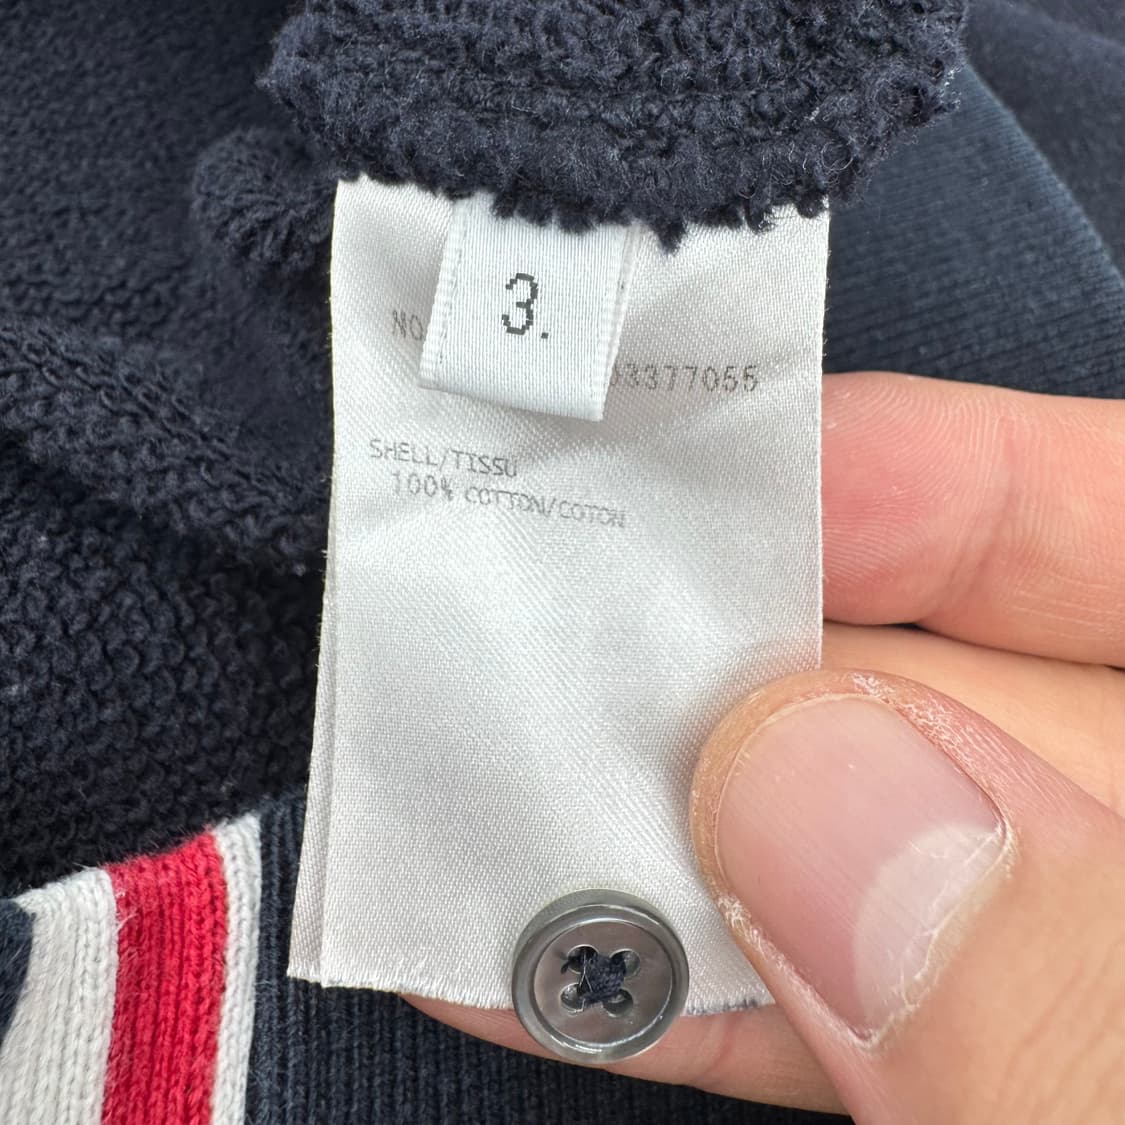 3.
NO
03377055
SHELL/TISSU
100% COTTON/COTON